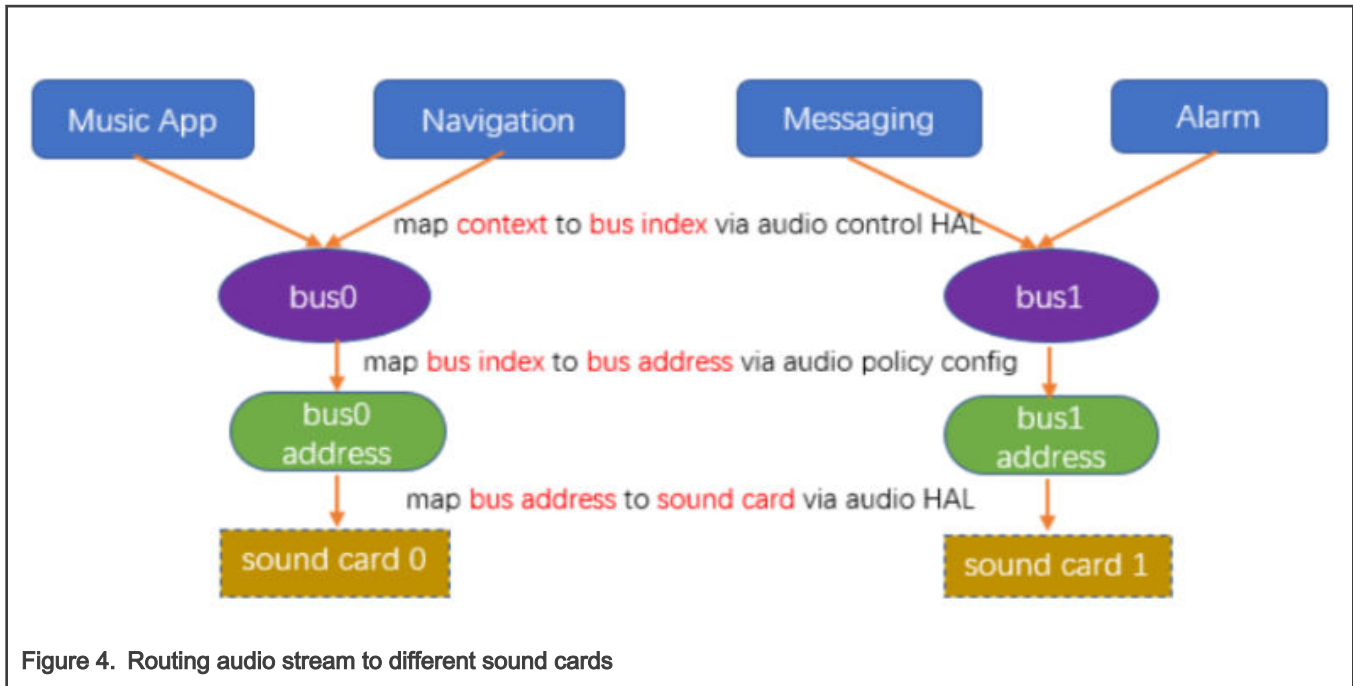 Music App
Navigation
Messaging
Alarm
map context to bus index via audio control HAL
bus0
bus1
map bus index to bus address via audio policy config
bus0
address
bus1
address
map bus address to sound card via audio HAL
sound card 0
sound card 1
Figure 4. Routing audio stream to different sound cards